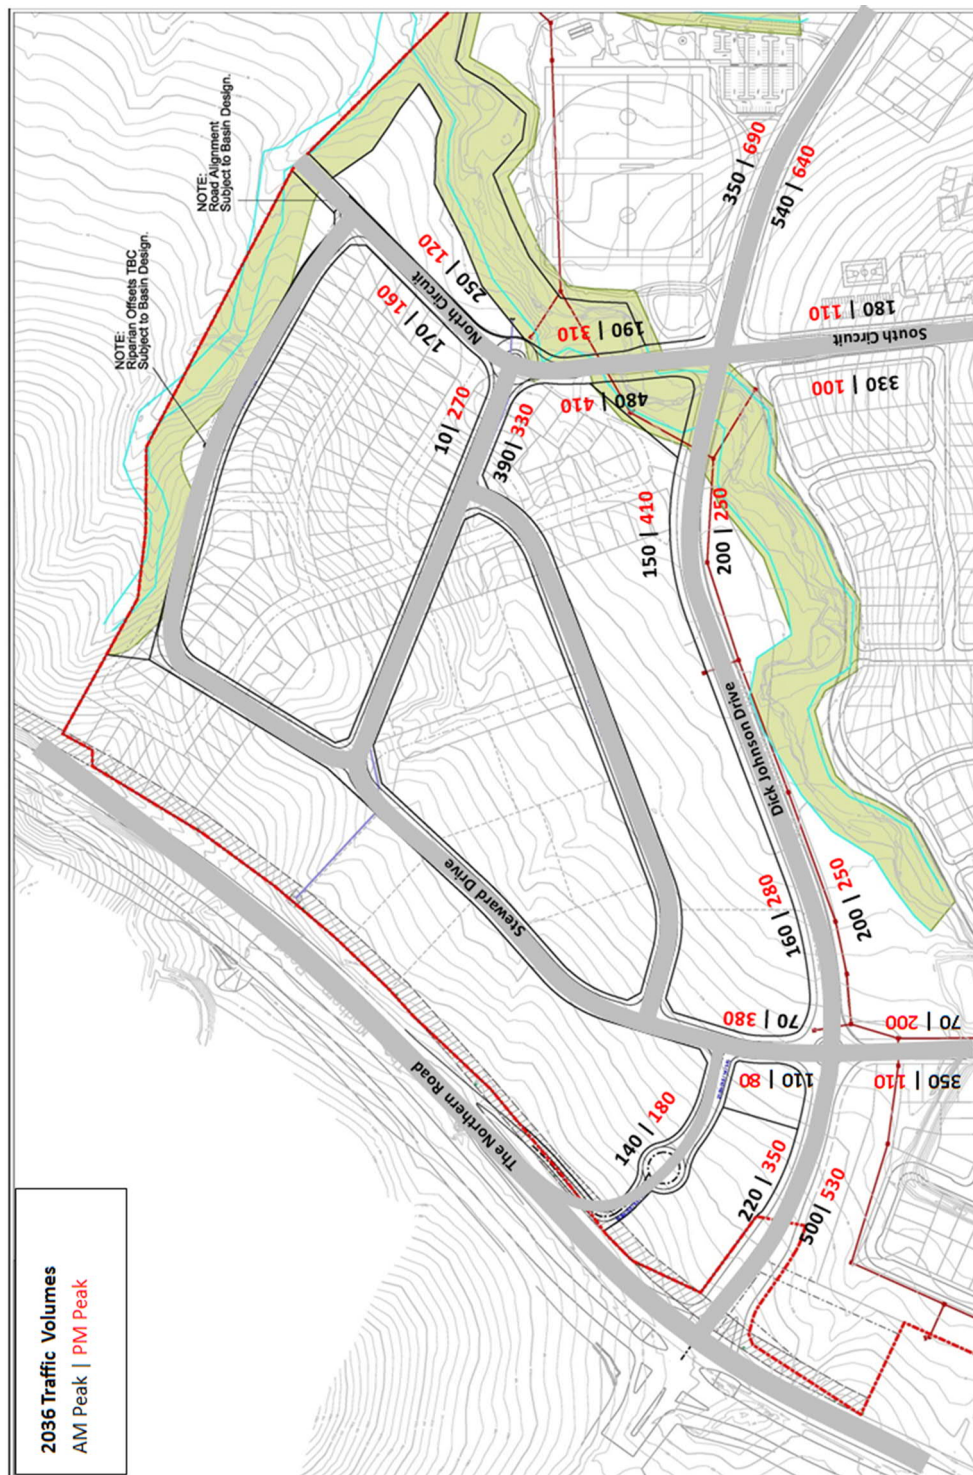 NOTE:
Road Alignment
Subject to Basin Design.
NOTE:
Riparian Offsets TBC
Subject to Basin Design.
350 | 690
540 | 640
250 | 120
North Circuit
170 | 160
190 | 310
180 | 110
South Circuit
330 | 100
480 | 410
10 | 270
390 | 330
150 | 410
200 | 250
Dick Johnson Drive
160 | 280
200 | 250
Steward Drive
70 | 380
70 | 200
110 | 80
350 | 110
The Northern Road
140 | 180
220 | 350
500 | 530
2036 Traffic Volumes
AM Peak | PM Peak